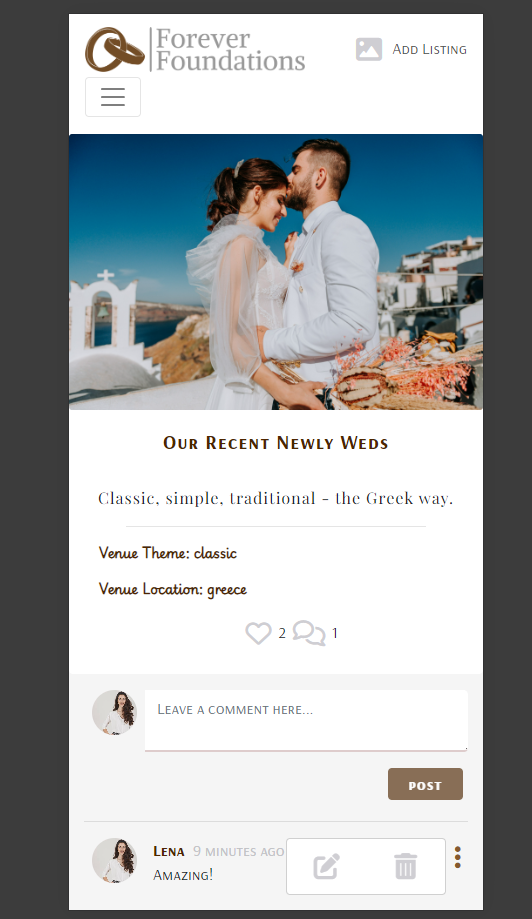 Forever
Foundations
Add Listing
Our Recent Newly Weds
Classic, simple, traditional - the Greek way.
Venue Theme: classic
Venue Location: greece
2 1
Leave a comment here...
POST
Lena 9 minutes ago
Amazing!